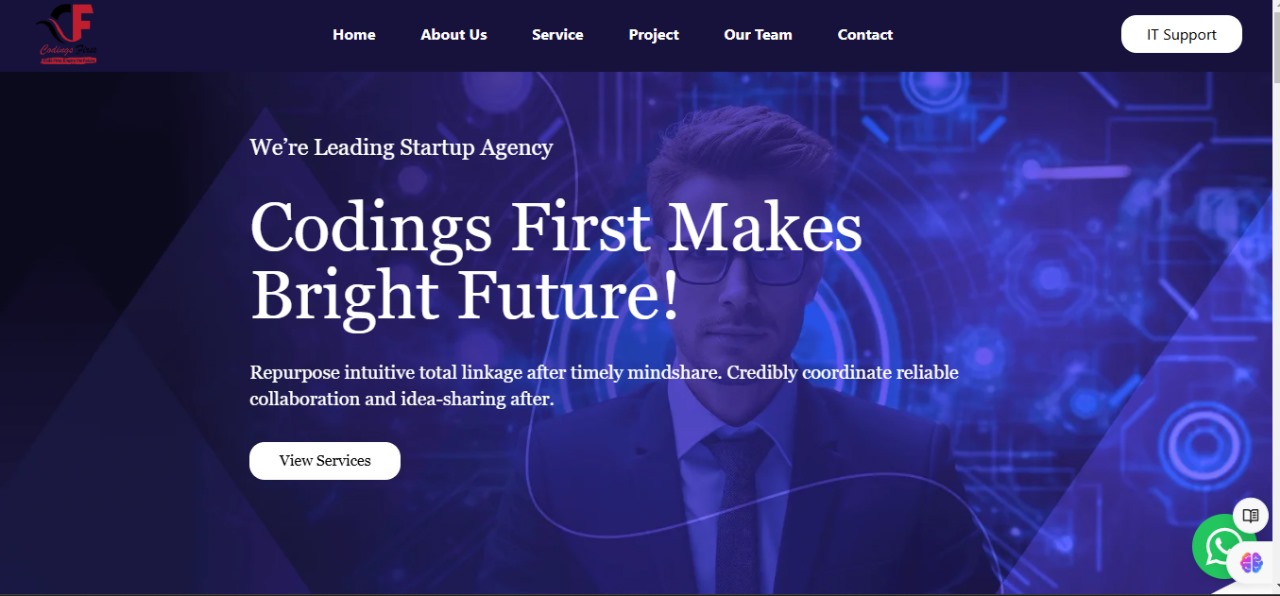 CF
Codings First
Home
About Us
Service
Project
Our Team
Contact
IT Support
We’re Leading Startup Agency
Codings First Makes
Bright Future!
Repurpose intuitive total linkage after timely mindshare. Credibly coordinate reliable
collaboration and idea-sharing after.
View Services